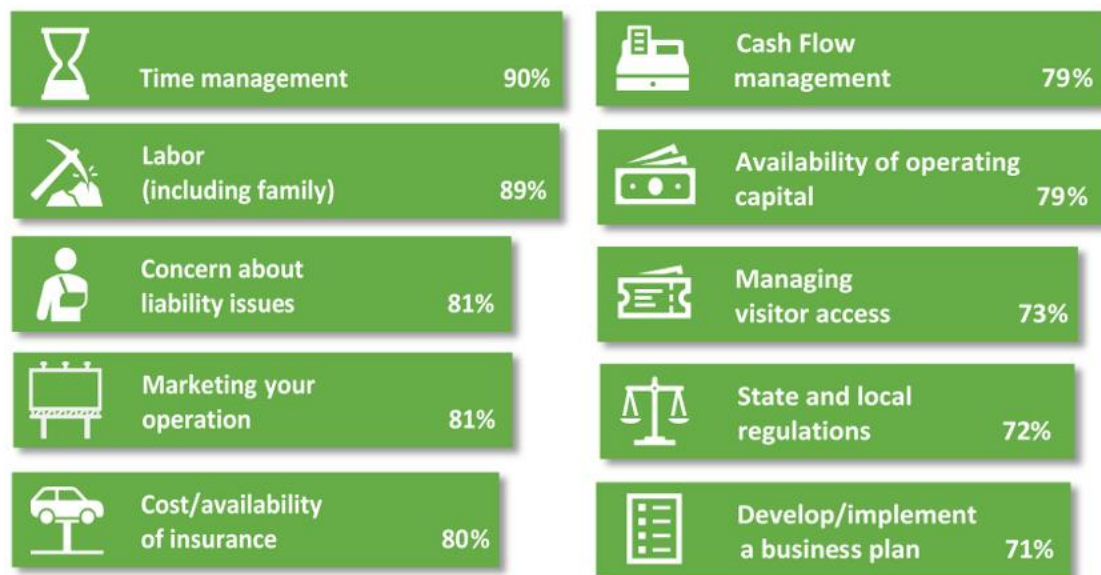 Time management 90%
Labor
(including family) 89%
Concern about
liability issues 81%
Marketing your
operation 81%
Cost/availability
of insurance 80%
Cash Flow
management 79%
Availability of operating
capital 79%
Managing
visitor access 73%
State and local
regulations 72%
Develop/implement
a business plan 71%